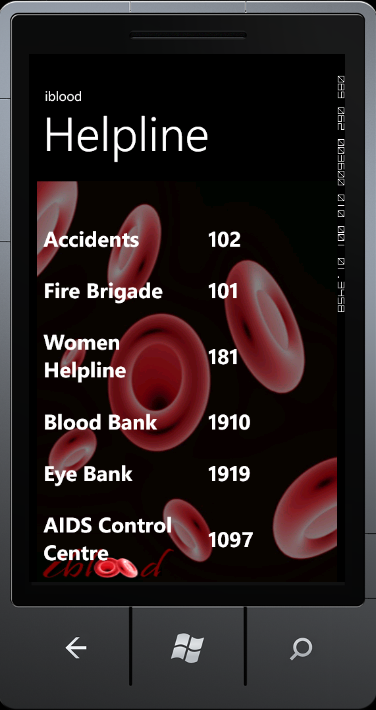 iblood
Helpline
Accidents 102
Fire Brigade 101
Women
Helpline 181
Blood Bank 1910
Eye Bank 1919
AIDS Control
Centre 1097
iblood